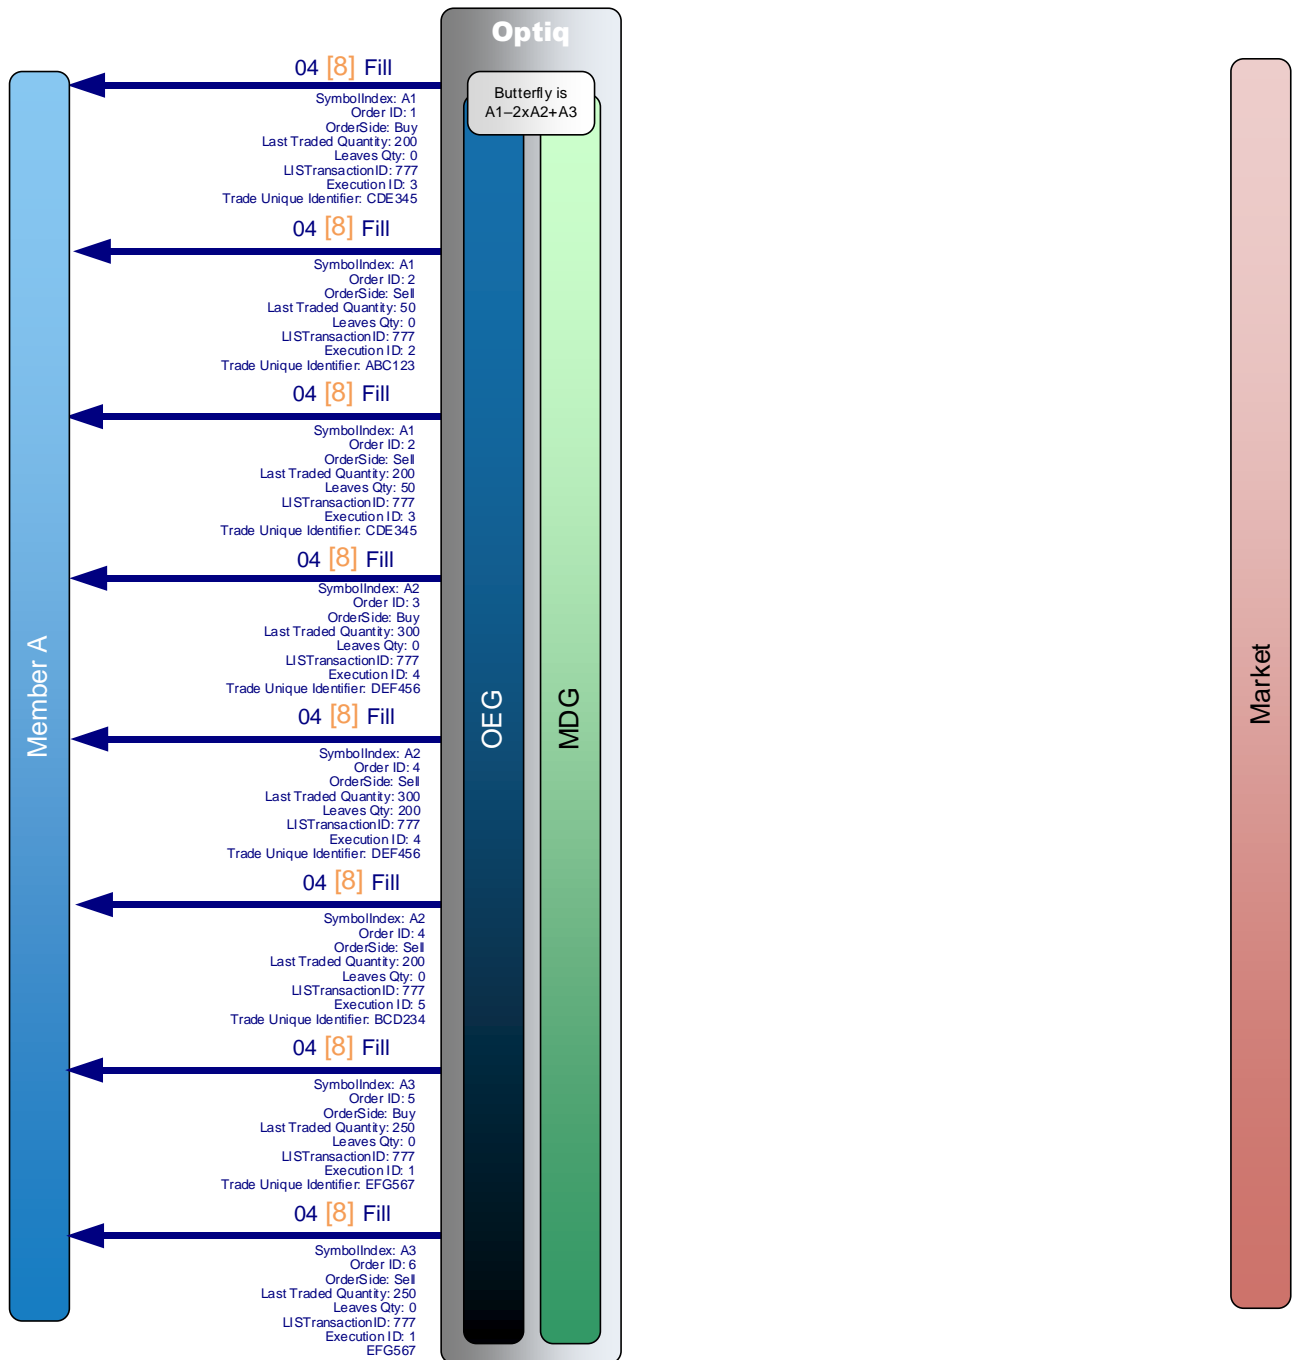 Optiq
Butterfly is
A1–2xA2+A3
04 [8] Fill
SymbolIndex: A1
Order ID: 1
OrderSide: Buy
Last Traded Quantity: 200
Leaves Qty: 0
LISTransactionID: 777
Execution ID: 3
Trade Unique Identifier: CDE345
04 [8] Fill
SymbolIndex: A1
Order ID: 2
OrderSide: Sell
Last Traded Quantity: 50
Leaves Qty: 0
LISTransactionID: 777
Execution ID: 2
Trade Unique Identifier: ABC123
04 [8] Fill
SymbolIndex: A1
Order ID: 2
OrderSide: Sell
Last Traded Quantity: 200
Leaves Qty: 50
LISTransactionID: 777
Execution ID: 3
Trade Unique Identifier: CDE345
04 [8] Fill
SymbolIndex: A2
Order ID: 3
OrderSide: Buy
Last Traded Quantity: 300
Leaves Qty: 0
LISTransactionID: 777
Execution ID: 4
Trade Unique Identifier: DEF456
04 [8] Fill
SymbolIndex: A2
Order ID: 4
OrderSide: Sell
Last Traded Quantity: 300
Leaves Qty: 200
LISTransactionID: 777
Execution ID: 4
Trade Unique Identifier: DEF456
04 [8] Fill
SymbolIndex: A2
Order ID: 4
OrderSide: Sell
Last Traded Quantity: 200
Leaves Qty: 0
LISTransactionID: 777
Execution ID: 5
Trade Unique Identifier: BCD234
04 [8] Fill
SymbolIndex: A3
Order ID: 5
OrderSide: Buy
Last Traded Quantity: 250
Leaves Qty: 0
LISTransactionID: 777
Execution ID: 1
Trade Unique Identifier: EFG567
04 [8] Fill
SymbolIndex: A3
Order ID: 6
OrderSide: Sell
Last Traded Quantity: 250
Leaves Qty: 0
LISTransactionID: 777
Execution ID: 1
EFG567
Member A
OEG
MDG
Market